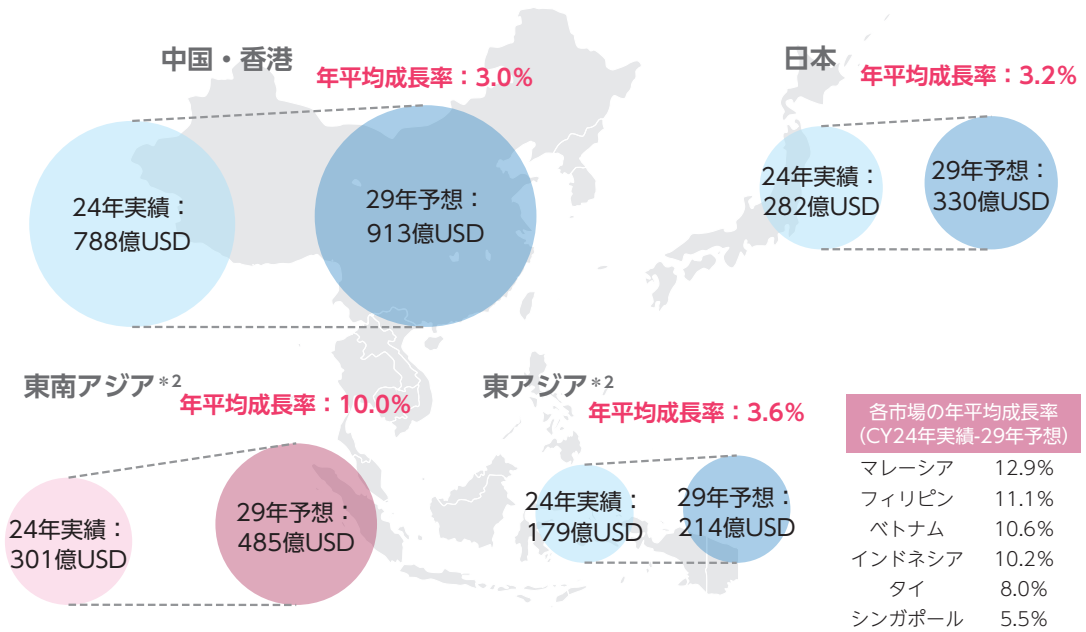 中国・香港
年平均成長率：3.0%
24年実績：
788億USD
29年予想：
913億USD
日本
年平均成長率：3.2%
24年実績：
282億USD
29年予想：
330億USD
東南アジア*2
年平均成長率：10.0%
24年実績：
301億USD
29年予想：
485億USD
東アジア*2
年平均成長率：3.6%
24年実績：
179億USD
29年予想：
214億USD
各市場の年平均成長率
（CY24年実績-29年予想）
マレーシア 12.9%
フィリピン 11.1%
ベトナム 10.6%
インドネシア 10.2%
タイ 8.0%
シンガポール 5.5%